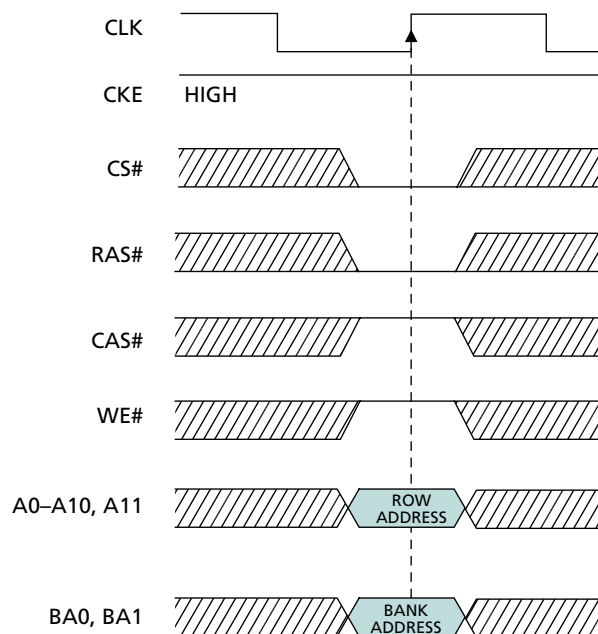 CLK
CKE HIGH
CS#
RAS#
CAS#
WE#
A0–A10, A11 ROW
ADDRESS
BA0, BA1 BANK
ADDRESS